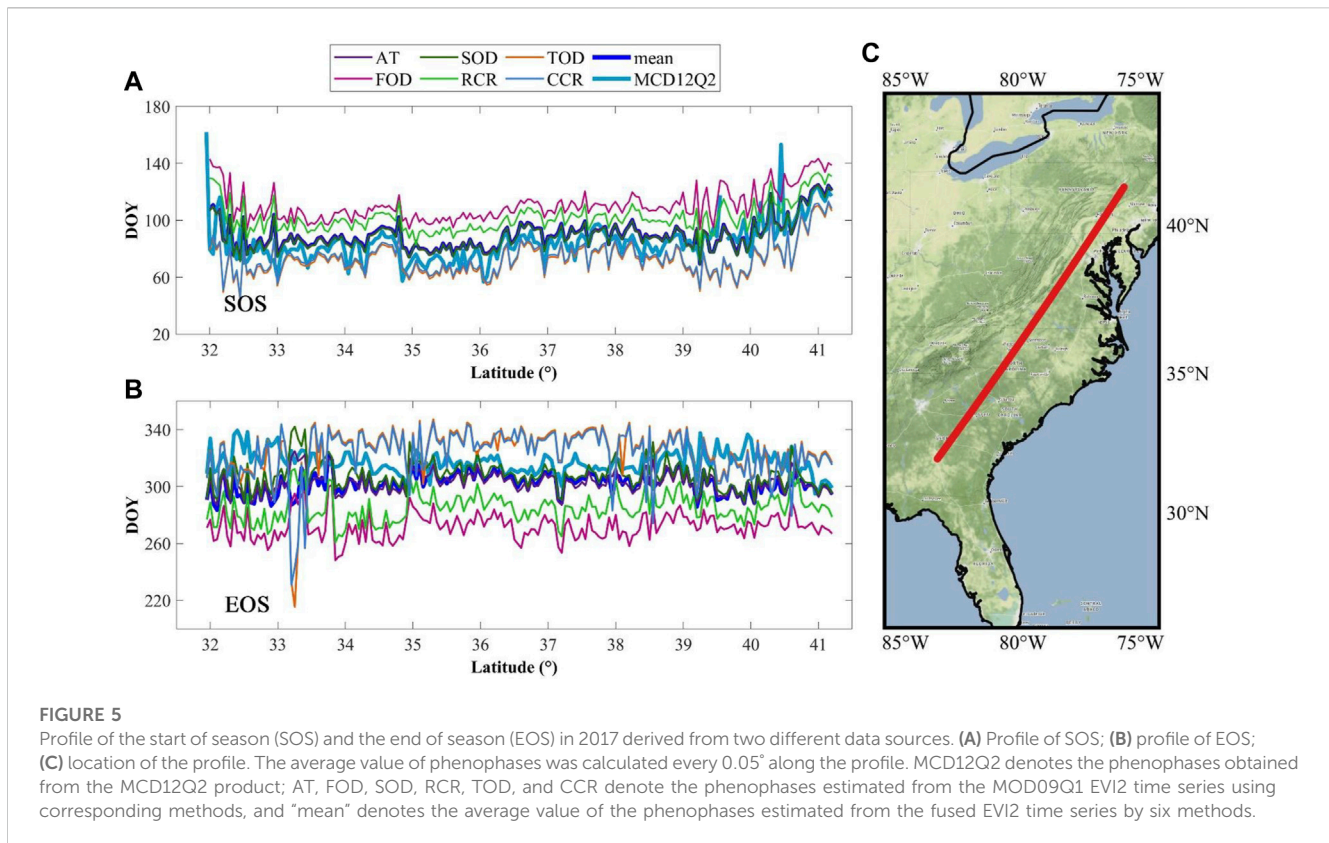 AT SOD TOD mean
FOD RCR CCR MCD12Q2
A
180
140
100
60
20
DOY
SOS
32 33 34 35 36 37 38 39 40 41
Latitude (°)
B
340
300
260
220
DOY
EOS
32 33 34 35 36 37 38 39 40 41
Latitude (°)
C
85°W 80°W 75°W
40°N
35°N
30°N
85°W 80°W 75°W
FIGURE 5
Profile of the start of season (SOS) and the end of season (EOS) in 2017 derived from two different data sources. (A) Profile of SOS; (B) profile of EOS;
(C) location of the profile. The average value of phenophases was calculated every 0.05° along the profile. MCD12Q2 denotes the phenophases obtained
from the MCD12Q2 product; AT, FOD, SOD, RCR, TOD, and CCR denote the phenophases estimated from the MOD09Q1 EVI2 time series using
corresponding methods, and “mean” denotes the average value of the phenophases estimated from the fused EVI2 time series by six methods.